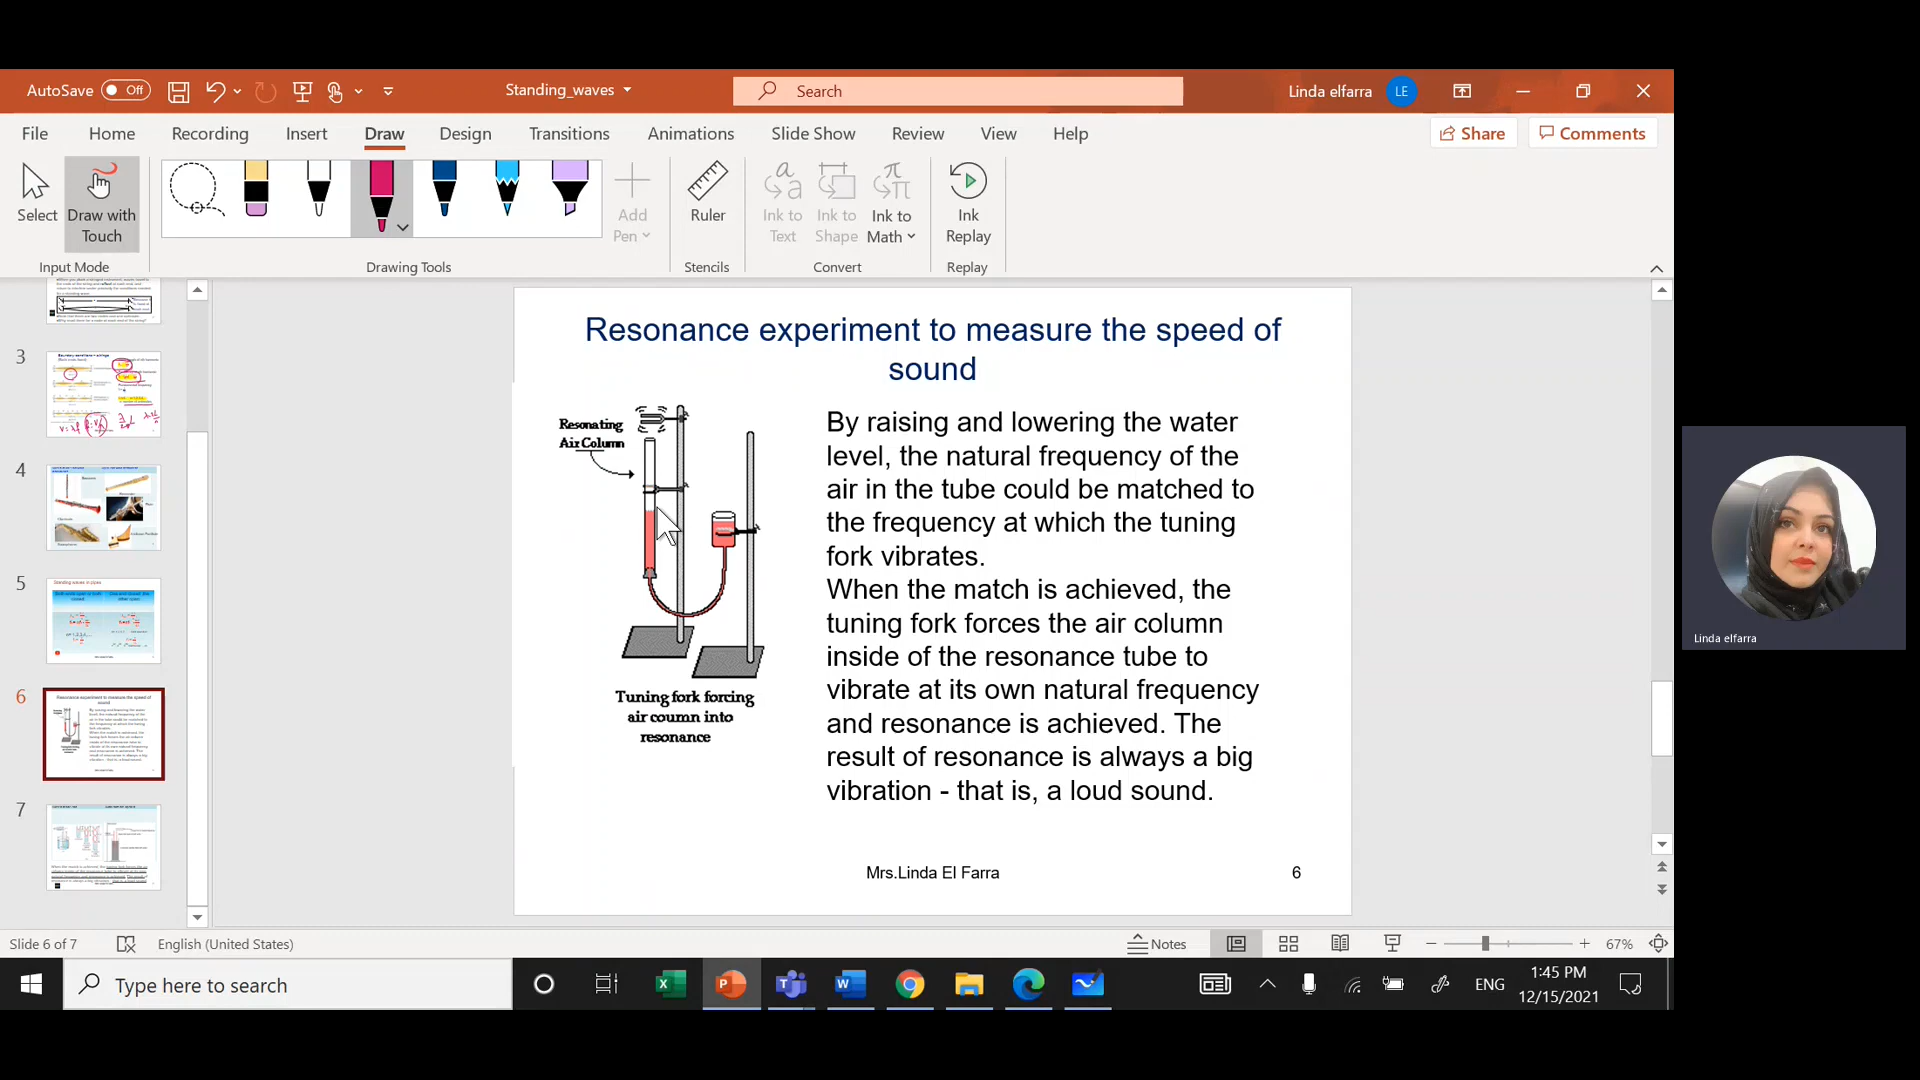 AutoSave Off
Standing_waves
Search
Linda elfarra
LE
File Home Recording Insert Draw Design Transitions Animations Slide Show Review View Help
Share
Comments
Select
Draw with
Touch
Add
Pen
Ruler
Ink to
Text
Ink to
Shape
Ink to
Math
Ink
Replay
Input Mode
Drawing Tools
Stencils
Convert
Replay
3
4
5
Standing waves in pipes
6
7
Resonance experiment to measure the speed of
sound
Resonating
Air Column
Tuning fork forcing
air coumn into
resonance
By raising and lowering the water
level, the natural frequency of the
air in the tube could be matched to
the frequency at which the tuning
fork vibrates.
When the match is achieved, the
tuning fork forces the air column
inside of the resonance tube to
vibrate at its own natural frequency
and resonance is achieved. The
result of resonance is always a big
vibration - that is, a loud sound.
Mrs.Linda El Farra
6
Linda elfarra
Slide 6 of 7
English (United States)
Notes
67%
Type here to search
ENG
1:45 PM
12/15/2021